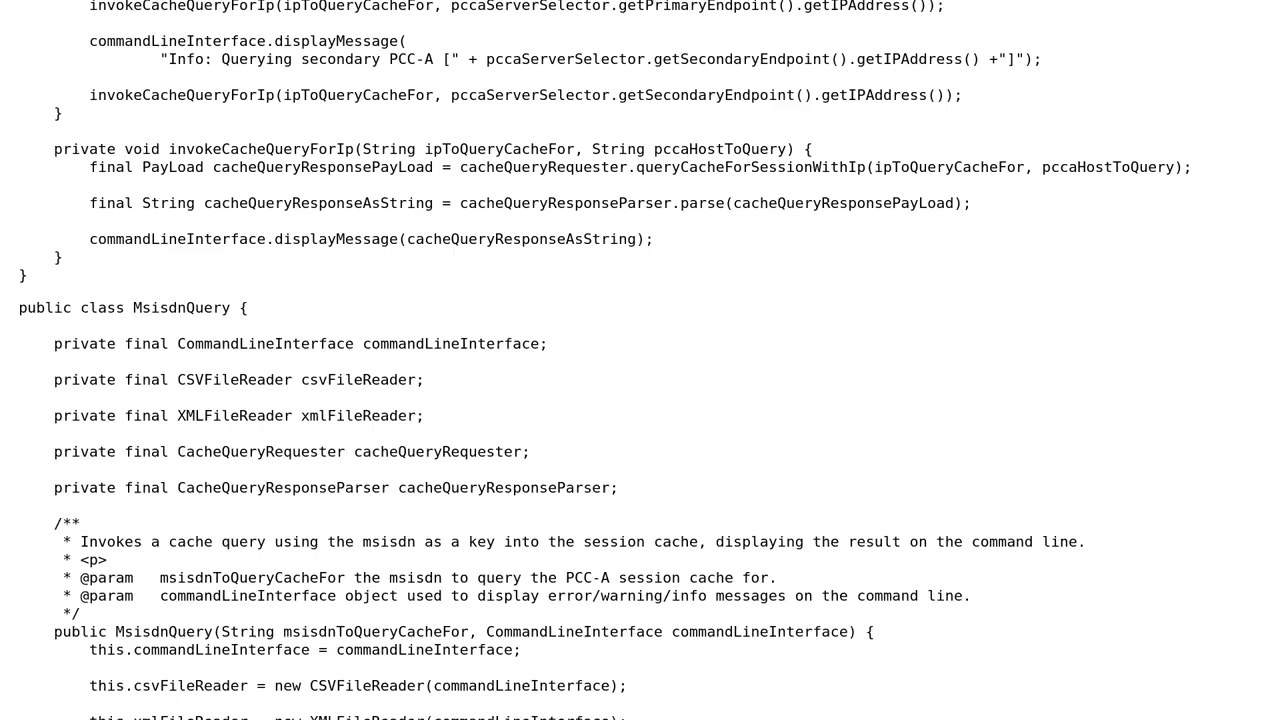 invokeCacheQueryForIp(ipToQueryCacheFor, pccaServerSelector.getPrimaryEndpoint().getIPAddress());
commandLineInterface.displayMessage(
"Info: Querying secondary PCC-A [" + pccaServerSelector.getSecondaryEndpoint().getIPAddress() +"]");
invokeCacheQueryForIp(ipToQueryCacheFor, pccaServerSelector.getSecondaryEndpoint().getIPAddress());
}
private void invokeCacheQueryForIp(String ipToQueryCacheFor, String pccaHostToQuery) {
final PayLoad cacheQueryResponsePayLoad = cacheQueryRequester.queryCacheForSessionWithIp(ipToQueryCacheFor, pccaHostToQuery);
final String cacheQueryResponseAsString = cacheQueryResponseParser.parse(cacheQueryResponsePayLoad);
commandLineInterface.displayMessage(cacheQueryResponseAsString);
}
}
public class MsisdnQuery {
private final CommandLineInterface commandLineInterface;
private final CSVFileReader csvFileReader;
private final XMLFileReader xmlFileReader;
private final CacheQueryRequester cacheQueryRequester;
private final CacheQueryResponseParser cacheQueryResponseParser;
/**
* Invokes a cache query using the msisdn as a key into the session cache, displaying the result on the command line.
* <p>
* @param   msisdnToQueryCacheFor the msisdn to query the PCC-A session cache for.
* @param   commandLineInterface object used to display error/warning/info messages on the command line.
*/
public MsisdnQuery(String msisdnToQueryCacheFor, CommandLineInterface commandLineInterface) {
this.commandLineInterface = commandLineInterface;
this.csvFileReader = new CSVFileReader(commandLineInterface);
this.xmlFileReader = new XMLFileReader(commandLineInterface);